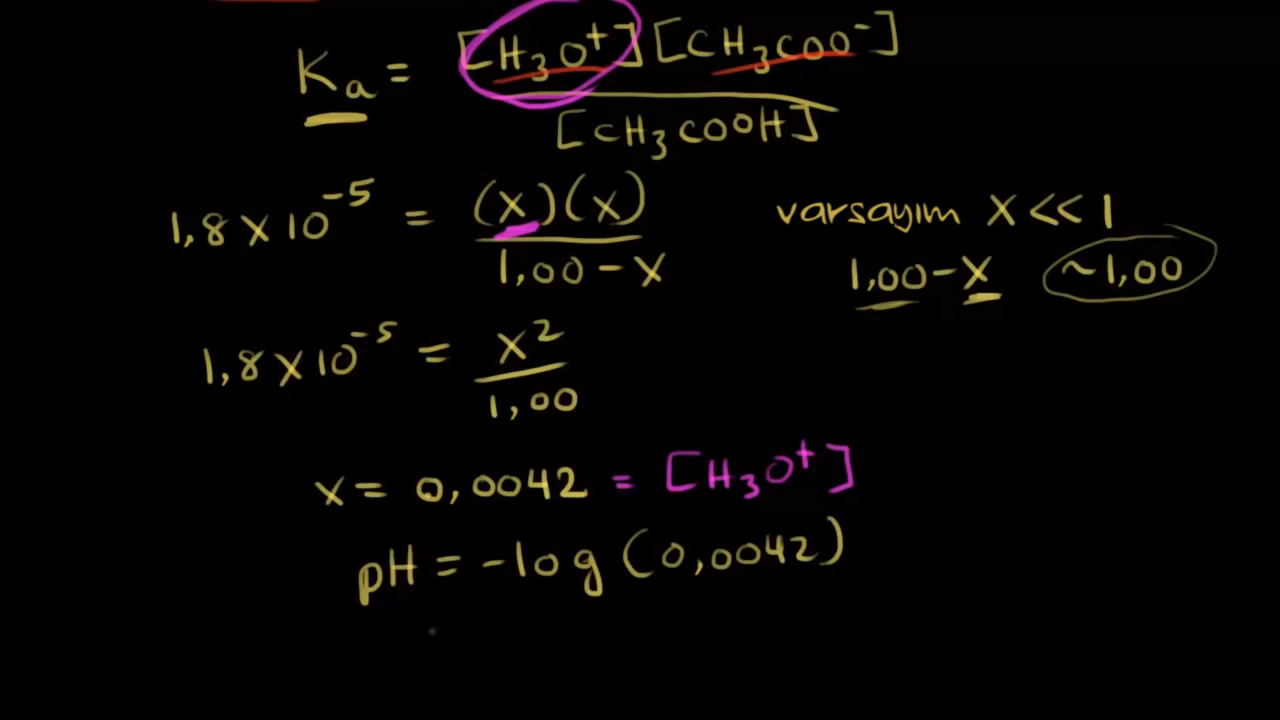 Ka = [H₃O⁺][CH₃COO⁻]
[CH₃COOH]
1,8 x 10⁻⁵ = (x)(x)
1,00 - x
varsayım x << 1
1,00 - x ~1,00
1,8 x 10⁻⁵ = x²
1,00
x = 0,0042 = [H₃O⁺]
pH = -log (0,0042)